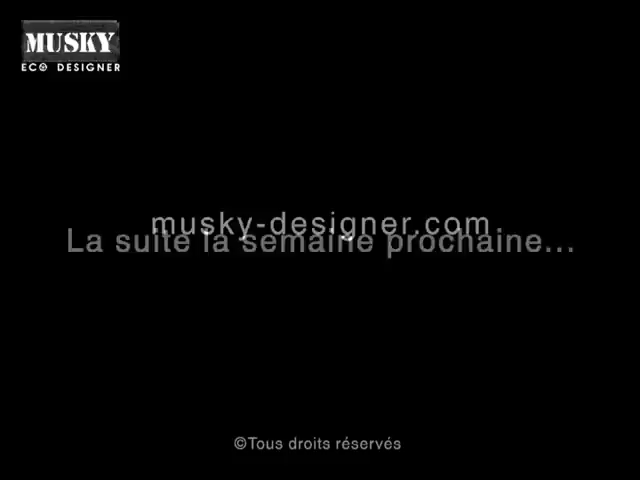 MUSKY
ECO DESIGNER
musky-designer.com
La suite la semaine prochaine...
©Tous droits réservés